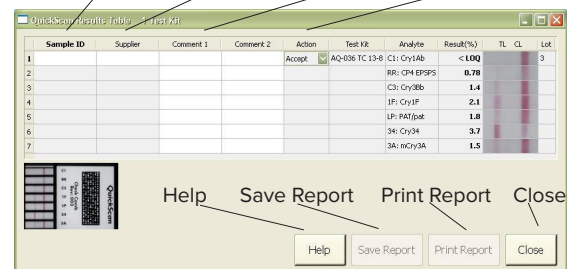 QuickScan Results Table 1 Test Kit
Sample ID Supplier Comment 1 Comment 2 Action Test Kit Analyte Result(%) TL CL Lot
1 Accept AQ-036 TC 13-8 C1: Cry1Ab <LOQ 3
2 RR: CP4 EPSPS 0.78
3 C3: Cry3Bb 1.4
4 1F: Cry1F 2.1
5 LP: PAT/pat 1.8
6 34: Cry34 3.7
7 3A: mCry3A 1.5
QuickScan
Help Save Report Print Report Close
Help Save Report Print Report Close